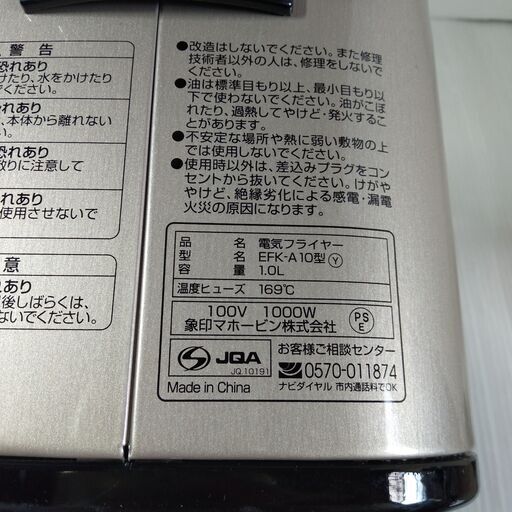 警告
恐れあり
けたり、水をかけたり
れあり
、本体から離れない
恐れあり
取りに注意して
れあり
使用させないで
意
れあり
後しばらくは、
ないでください。
●改造はしないでください。また修理
技術者以外の人は、修理をしないで
ください。
●油は標準目もり以上、最小目もり以
下で使わないでください。油がこぼ
れたり、過熱してやけど・発火するこ
とがあります。
●不安定な場所や熱に弱い敷物の上
では使用しないでください。
●使用時以外は、差込みプラグをコン
セントから抜いてください。けがや
やけど、絶縁劣化による感電・漏電
火災の原因になります。
品名 電気フライヤー
型名 EFK-A10型 Y
容量 1.0L
温度ヒューズ 169℃
100V 1000W
象印マホービン株式会社
PS
E
JQA
JQ.10191
Made in China
お客様ご相談センター
0570-011874
ナビダイヤル 市内通話料でOK